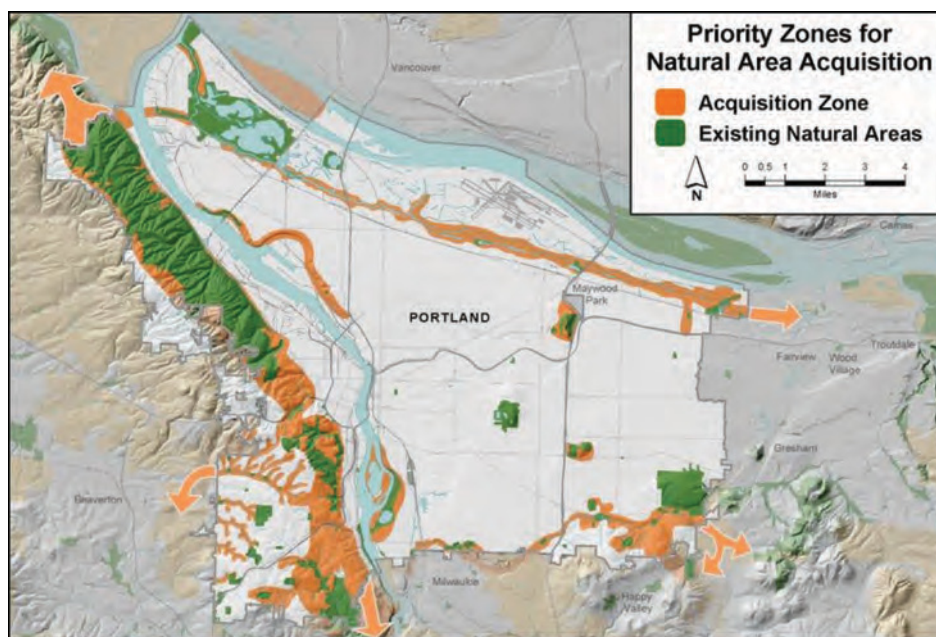 Priority Zones for
Natural Area Acquisition
Acquisition Zone
Existing Natural Areas
N
0 0.5 1 2 3 4
Miles
Vancouver
Camas
Maywood
Park
PORTLAND
Troutdale
Fairview
Wood
Village
Gresham
Beaverton
Milwaukie
Happy
Valley